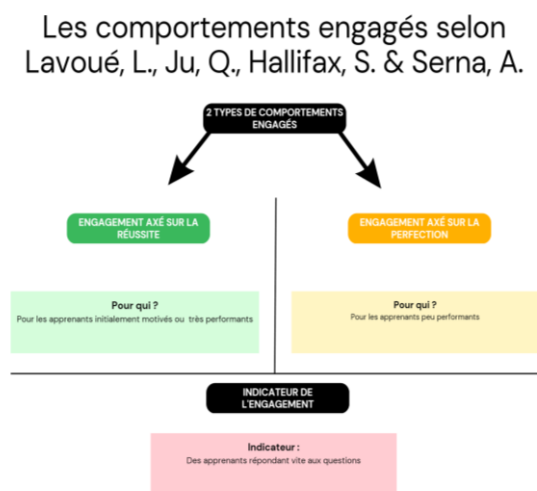 Les comportements engagés selon
Lavoué, L., Ju, Q., Hallifax, S. & Serna, A.
2 TYPES DE COMPORTEMENTS
ENGAGÉS
ENGAGEMENT AXÉ SUR LA
RÉUSSITE
Pour qui ?
Pour les apprenants initialement motivés ou très performants
ENGAGEMENT AXÉ SUR LA
PERFECTION
Pour qui ?
Pour les apprenants peu performants
INDICATEUR DE
L'ENGAGEMENT
Indicateur :
Des apprenants répondant vite aux questions